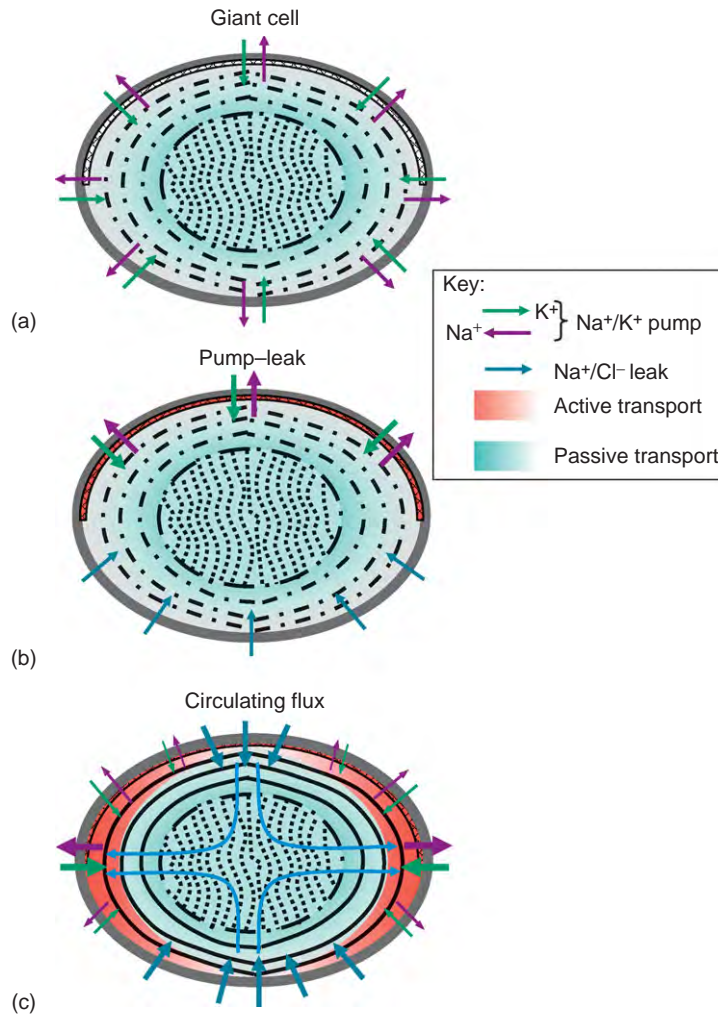 Giant cell
(a)
Key:
K⁺
Na⁺
Na⁺/K⁺ pump
Na⁺/Cl⁻ leak
Active transport
Passive transport
Pump–leak
(b)
Circulating flux
(c)